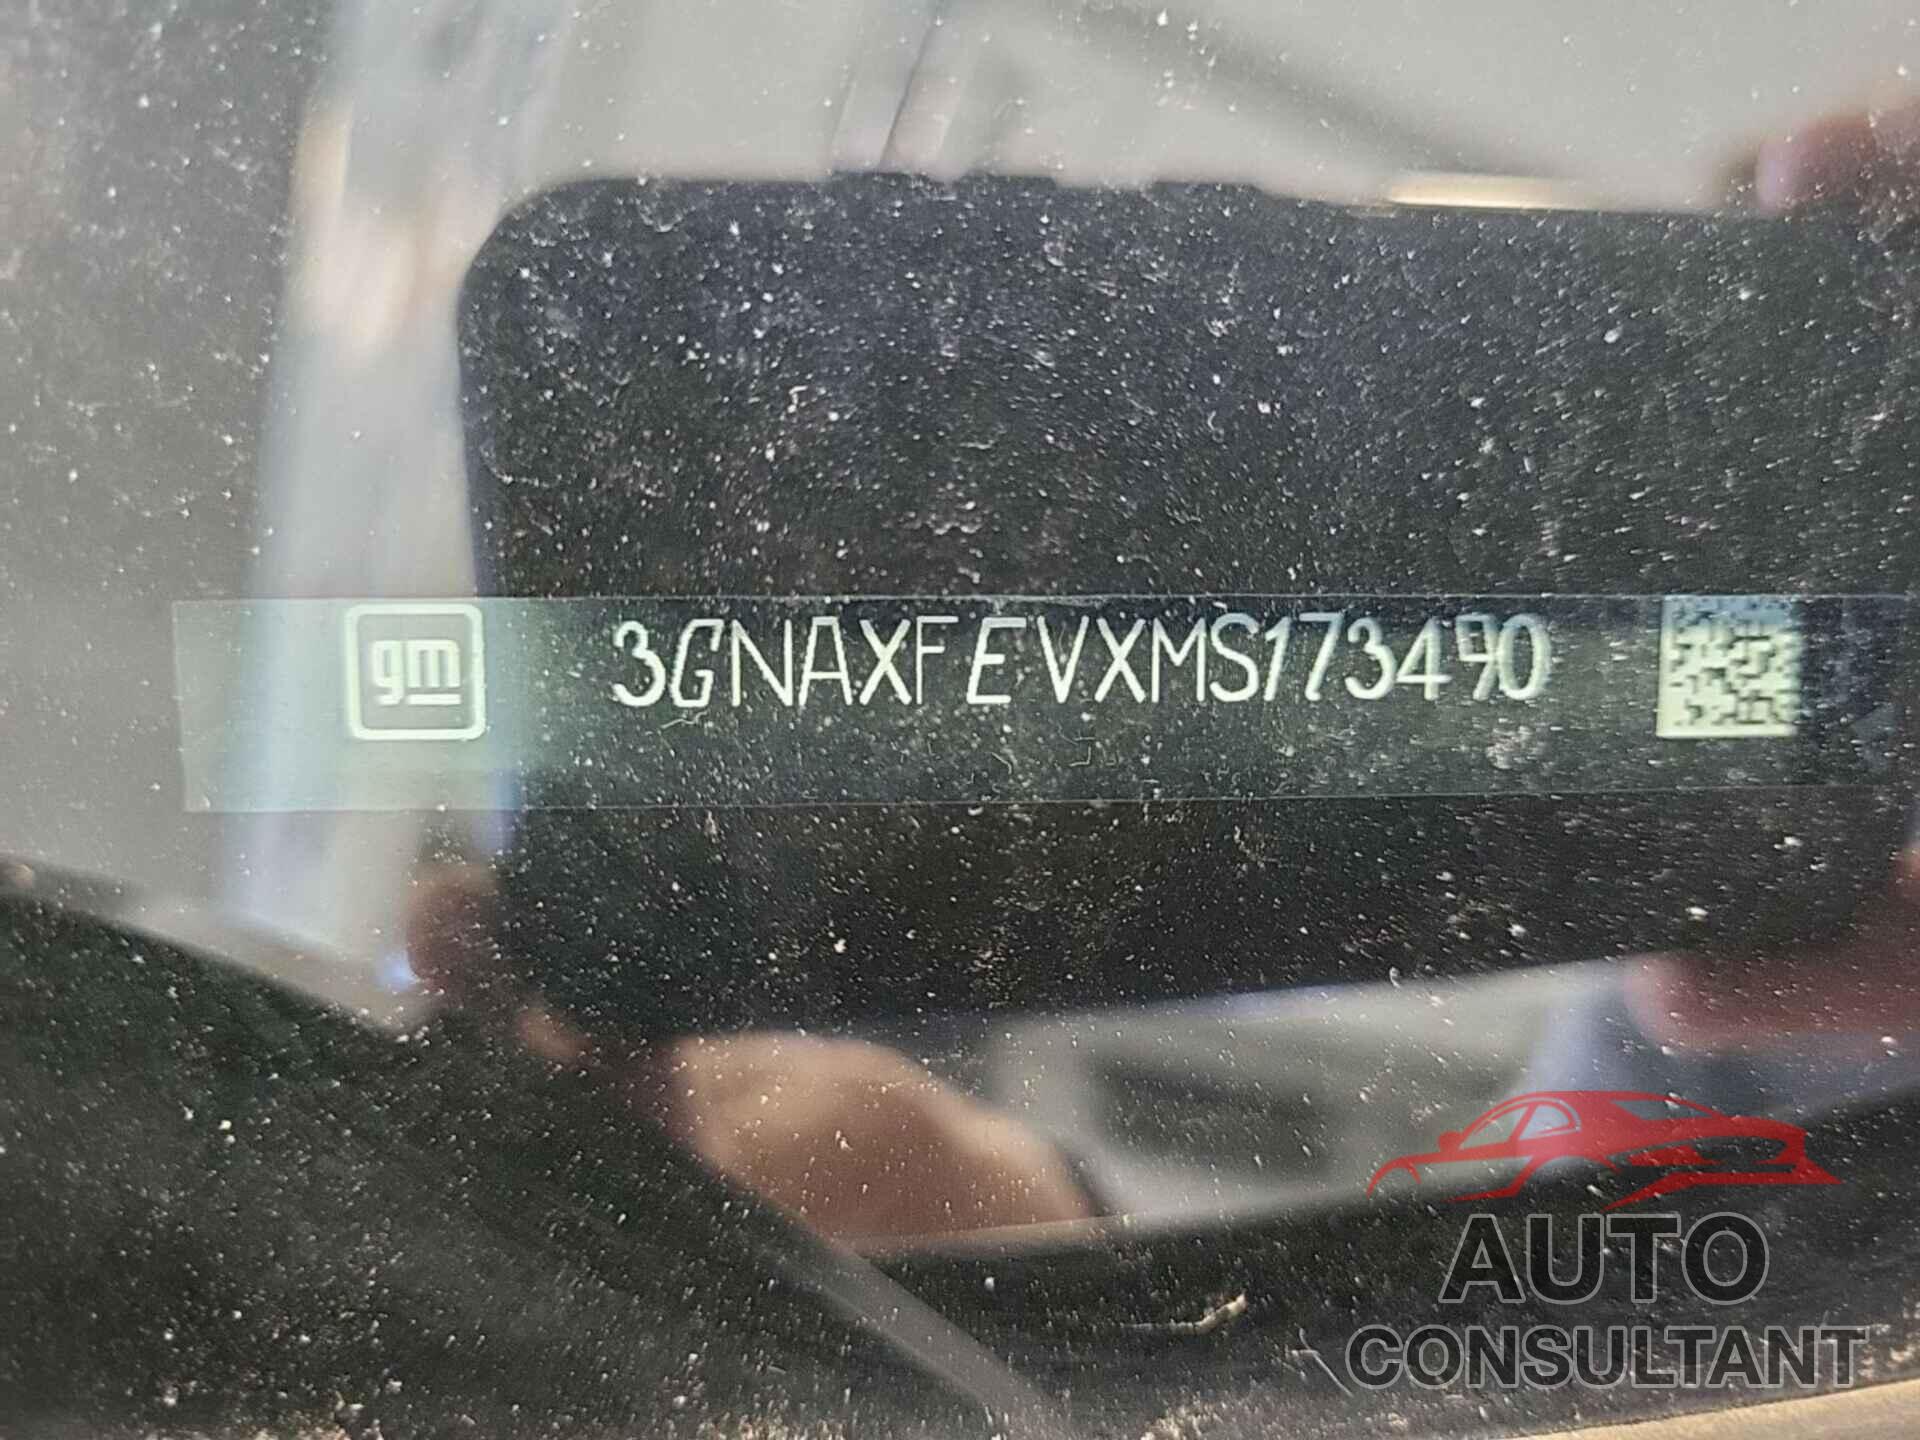 gm 3GNAXFEVXMS173490
AUTO
CONSULTANT